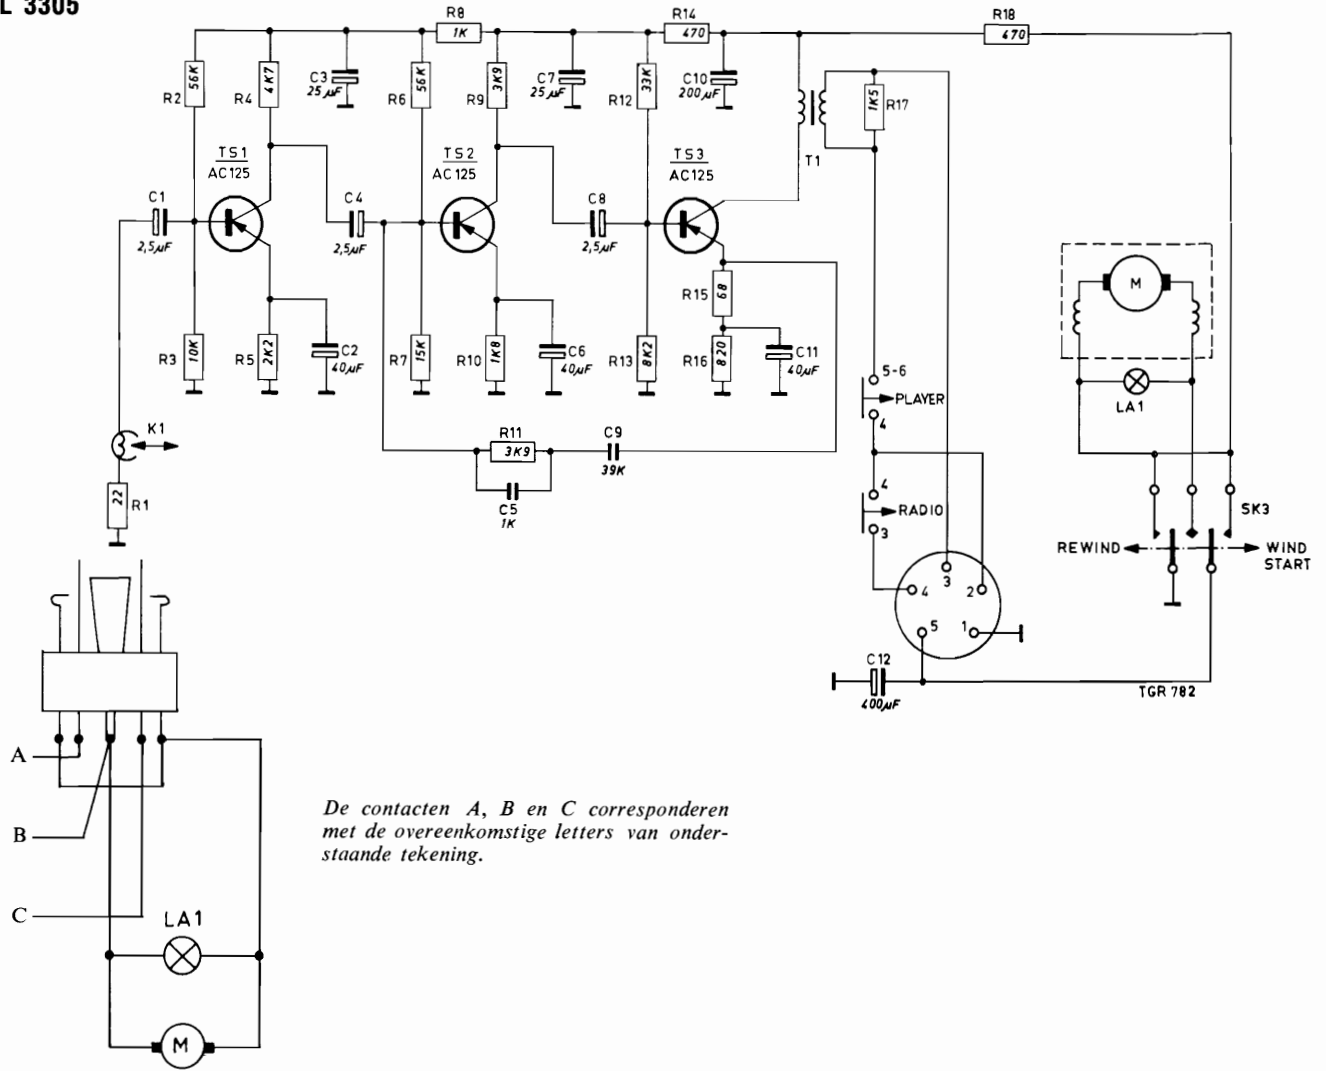 L 3305
R8
1K
R14
470
R18
470
R2
56K
R4
4K7
C3
25µF
R6
56K
R9
3K9
C7
25µF
R12
33K
C10
200µF
1K5
R17
T1
TS1
AC125
TS2
AC125
TS3
AC125
C1
2,5µF
C4
2,5µF
C8
2,5µF
R3
10K
R5
2K2
C2
40µF
R7
15K
R10
1K8
C6
40µF
R13
8K2
R15
68
R16
820
C11
40µF
M
LA1
5-6
PLAYER
4
4
RADIO
3
K1
22
R1
R11
3K9
C9
39K
C5
1K
SK3
REWIND
WIND
START
3
4
2
5
1
C12
400µF
TGR 782
A
B
C
LA1
M
De contacten A, B en C corresponderen
met de overeenkomstige letters van onder-
staande tekening.